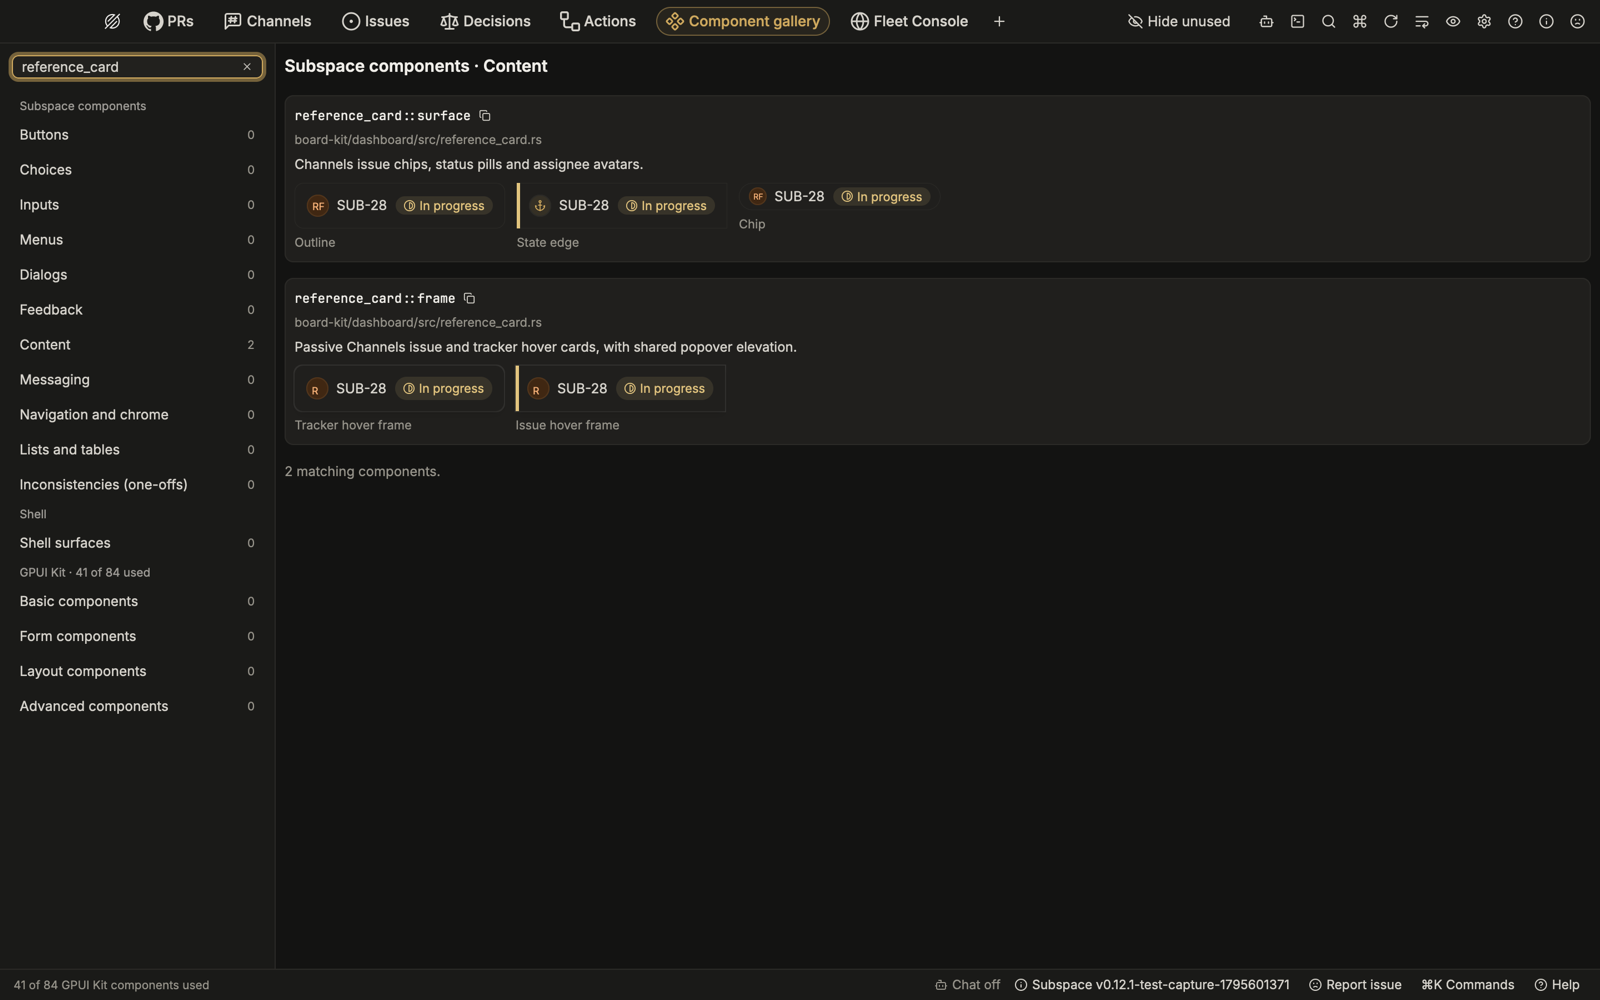 PRs Channels Issues Decisions Actions Component gallery Fleet Console + Hide unused
reference_card
Subspace components
Buttons 0
Choices 0
Inputs 0
Menus 0
Dialogs 0
Feedback 0
Content 2
Messaging 0
Navigation and chrome 0
Lists and tables 0
Inconsistencies (one-offs) 0
Shell
Shell surfaces 0
GPUI Kit · 41 of 84 used
Basic components 0
Form components 0
Layout components 0
Advanced components 0
Subspace components · Content
reference_card::surface
board-kit/dashboard/src/reference_card.rs
Channels issue chips, status pills and assignee avatars.
RF SUB-28 In progress
Outline
SUB-28 In progress
State edge
RF SUB-28 In progress
Chip
reference_card::frame
board-kit/dashboard/src/reference_card.rs
Passive Channels issue and tracker hover cards, with shared popover elevation.
R SUB-28 In progress
Tracker hover frame
R SUB-28 In progress
Issue hover frame
2 matching components.
41 of 84 GPUI Kit components used
Chat off Subspace v0.12.1-test-capture-1795601371 Report issue ⌘K Commands Help